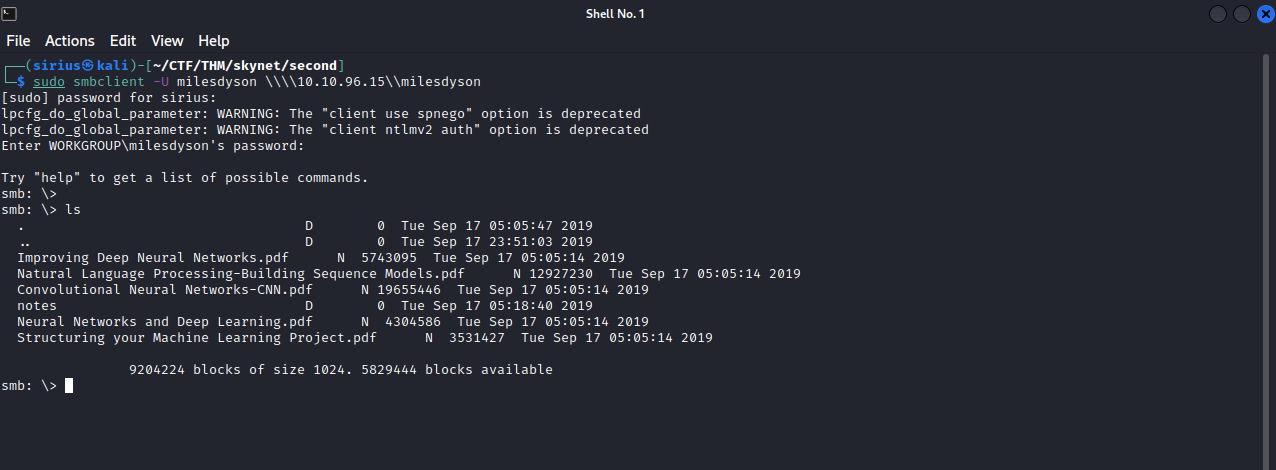 Shell No. 1
File Actions Edit View Help
┌──(sirius㉿kali)-[~/CTF/THM/skynet/second]
└─$ sudo smbclient -U milesdyson \\\\10.10.96.15\\milesdyson
[sudo] password for sirius:
lpcfg_do_global_parameter: WARNING: The "client use spnego" option is deprecated
lpcfg_do_global_parameter: WARNING: The "client ntlmv2 auth" option is deprecated
Enter WORKGROUP\milesdyson's password:
Try "help" to get a list of possible commands.
smb: \>
smb: \> ls
. D 0 Tue Sep 17 05:05:47 2019
.. D 0 Tue Sep 17 23:51:03 2019
Improving Deep Neural Networks.pdf N 5743095 Tue Sep 17 05:05:14 2019
Natural Language Processing-Building Sequence Models.pdf N 12927230 Tue Sep 17 05:05:14 2019
Convolutional Neural Networks-CNN.pdf N 19655446 Tue Sep 17 05:05:14 2019
notes D 0 Tue Sep 17 05:18:40 2019
Neural Networks and Deep Learning.pdf N 4304586 Tue Sep 17 05:05:14 2019
Structuring your Machine Learning Project.pdf N 3531427 Tue Sep 17 05:05:14 2019
9204224 blocks of size 1024. 5829444 blocks available
smb: \>